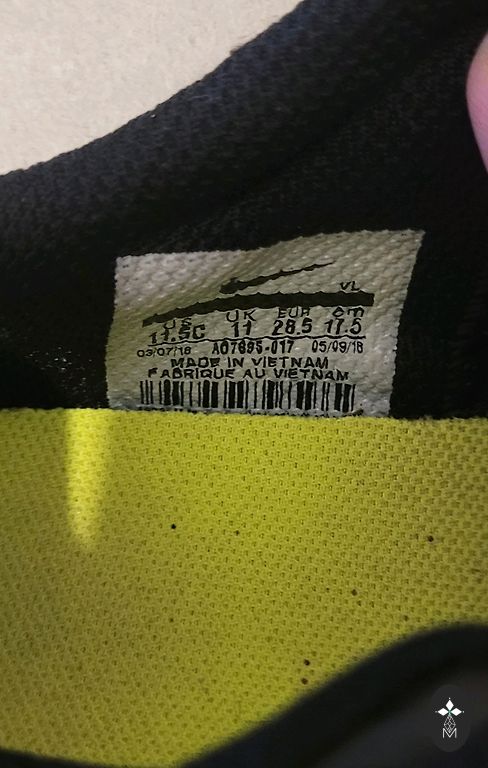 VL
US UK EUR cm
11.5C 11 28.5 17.5
03/07/18 AO7695-017 05/09/18
MADE IN VIETNAM
FABRIQUE AU VIETNAM
M